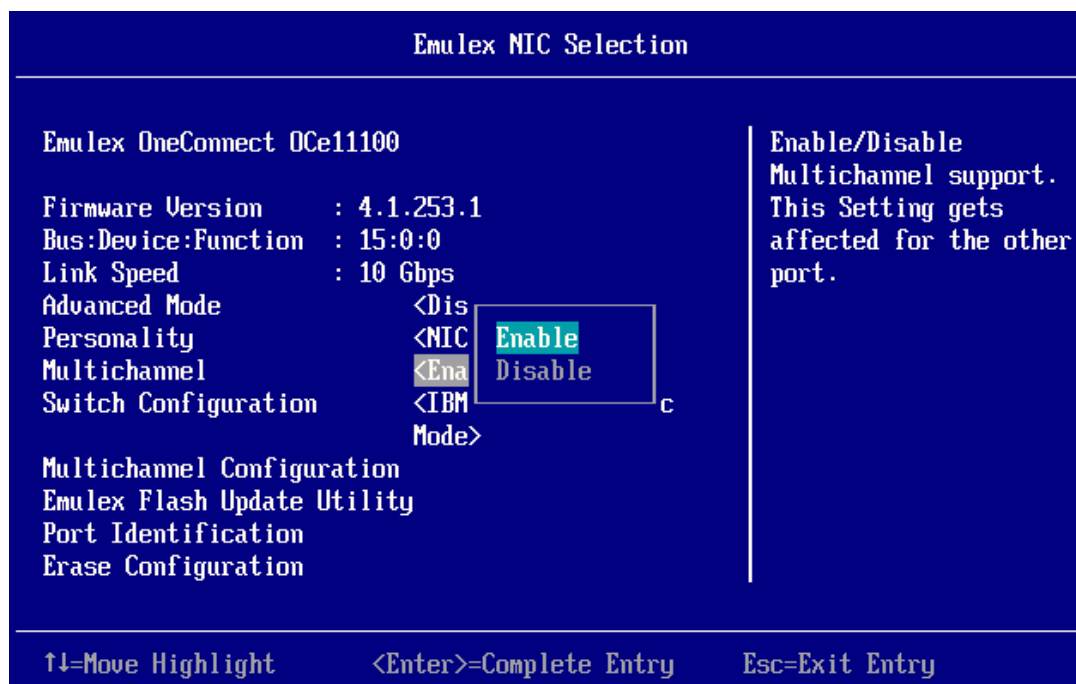 Emulex NIC Selection
Emulex OneConnect OCe11100
Firmware Version : 4.1.253.1
Bus:Device:Function : 15:0:0
Link Speed : 10 Gbps
Advanced Mode <Dis
Personality <NIC
Multichannel <Ena
Switch Configuration <IBM c
Mode>
Enable
Disable
Multichannel Configuration
Emulex Flash Update Utility
Port Identification
Erase Configuration
Enable/Disable
Multichannel support.
This Setting gets
affected for the other
port.
↑↓=Move Highlight <Enter>=Complete Entry Esc=Exit Entry